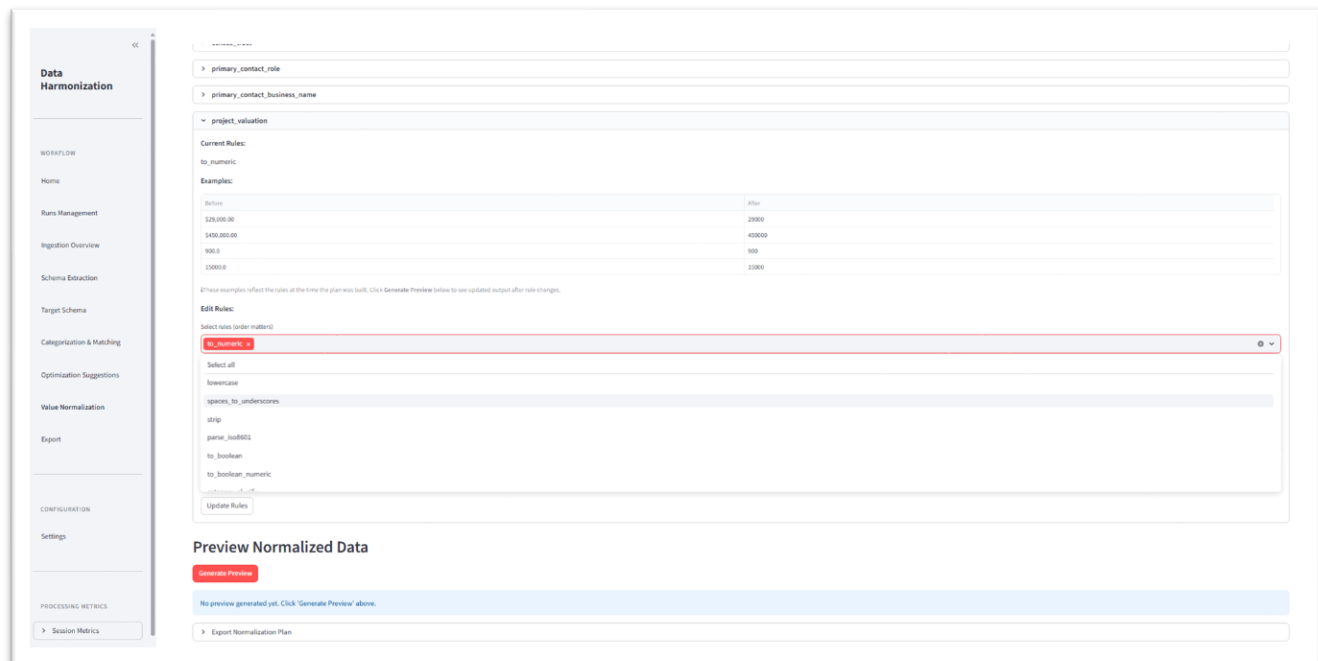 Data
Harmonization
WORKFLOW
Home
Runs Management
Ingestion Overview
Schema Extraction
Target Schema
Categorization & Matching
Optimization Suggestions
Value Normalization
Export
CONFIGURATION
Settings
PROCESSING METRICS
Session Metrics
primary_contact_role
primary_contact_business_name
project_valuation
Current Rules:
to_numeric
Examples:
Before After
$29,000.00 29000
$450,000.00 450000
900.0 900
15000.0 15000
These examples reflect the rules at the time the plan was built. Click Generate Preview below to see updated output after rule changes.
Edit Rules:
Select rules (order matters)
to_numeric ×
Select all
lowercase
spaces_to_underscores
strip
parse_iso8601
to_boolean
to_boolean_numeric
Update Rules
Preview Normalized Data
Generate Preview
No preview generated yet. Click 'Generate Preview' above.
Export Normalization Plan